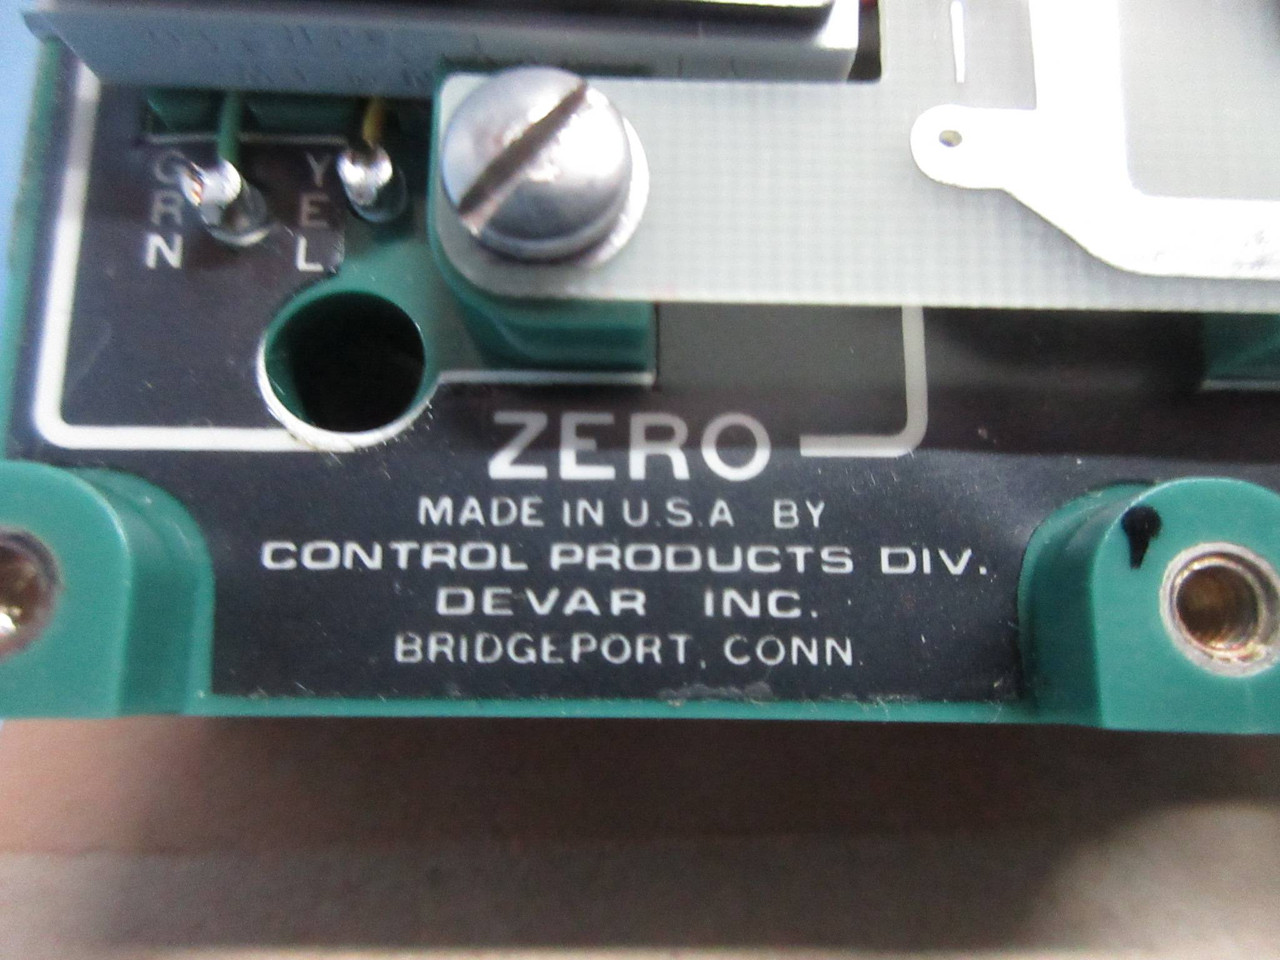 GRN
YEL
ZERO
MADE IN U.S.A BY
CONTROL PRODUCTS DIV.
DEVAR INC.
BRIDGEPORT, CONN